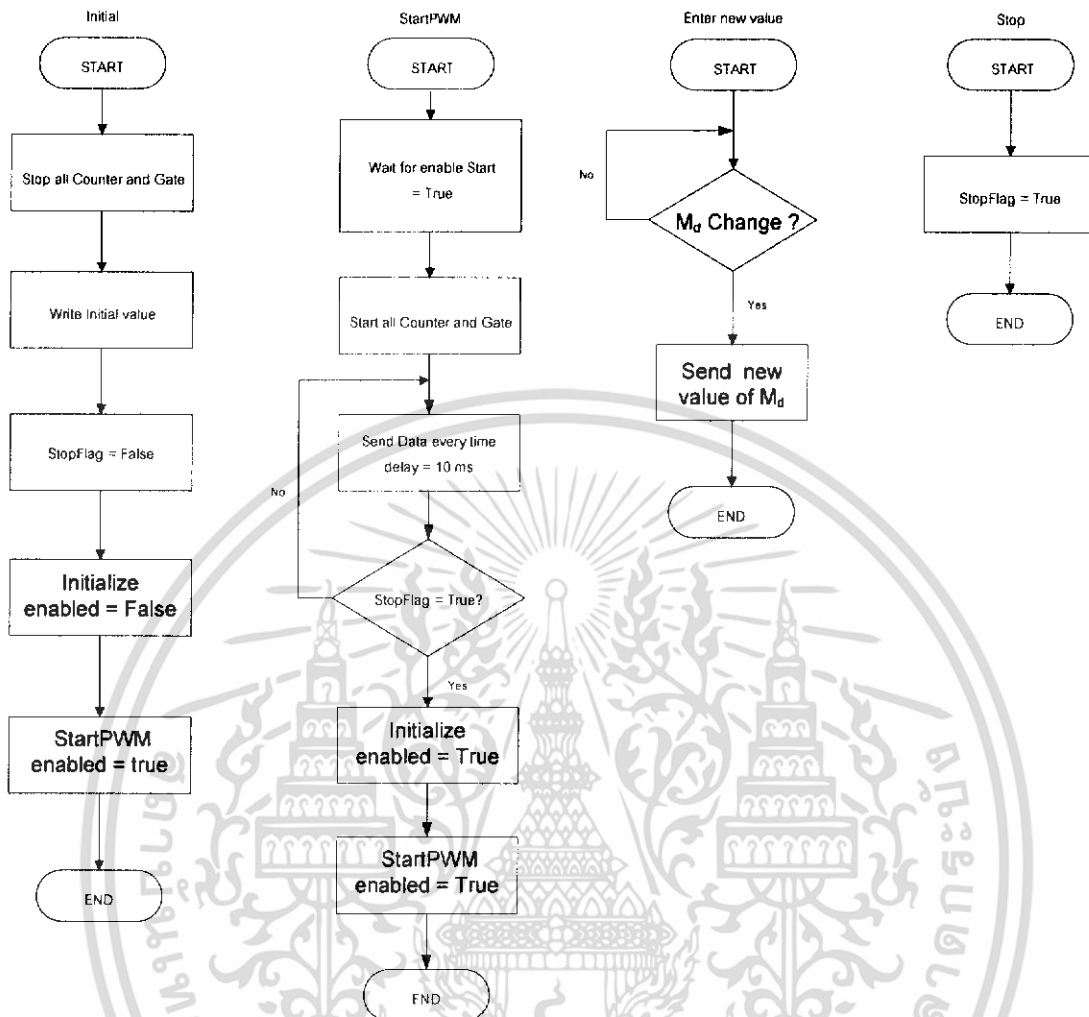 Initial
START
Stop all Counter and Gate
Write Initial value
StopFlag = False
Initialize
enabled = False
StartPWM
enabled = true
END
StartPWM
START
Wait for enable Start
= True
Start all Counter and Gate
Send Data every time
delay = 10 ms
No
StopFlag = True?
Yes
Initialize
enabled = True
StartPWM
enabled = True
END
Enter new value
START
No
Md Change ?
Yes
Send new
value of Md
END
Stop
START
StopFlag = True
END